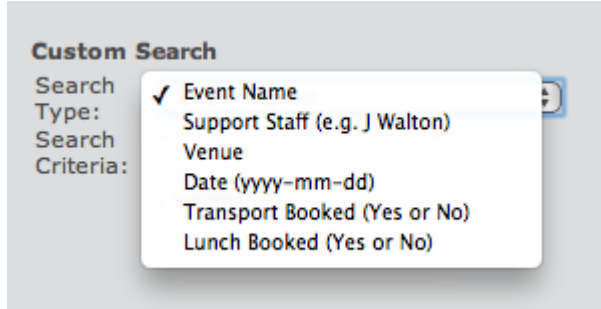 Custom Search
Search
Type:
Search
Criteria:
✓ Event Name
Support Staff (e.g. J Walton)
Venue
Date (yyyy-mm-dd)
Transport Booked (Yes or No)
Lunch Booked (Yes or No)